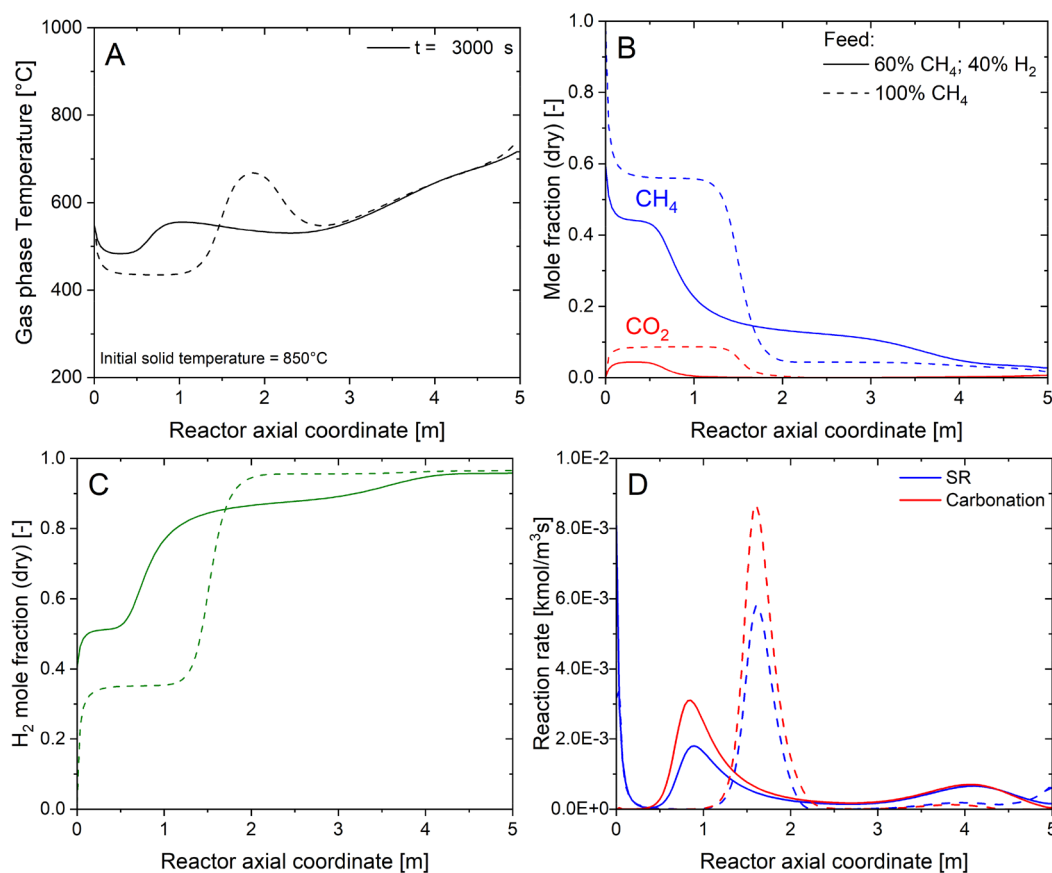 A
t = 3000 s
1000
800
600
400
200
Gas phase Temperature [°C]
Initial solid temperature = 850°C
0
1
2
3
4
5
Reactor axial coordinate [m]
B
Feed:
60% CH₄; 40% H₂
100% CH₄
1.0
0.8
0.6
0.4
0.2
0.0
Mole fraction (dry) [-]
CH₄
CO₂
0
1
2
3
4
5
Reactor axial coordinate [m]
C
1.0
0.8
0.6
0.4
0.2
0.0
H₂ mole fraction (dry) [-]
0
1
2
3
4
5
Reactor axial coordinate [m]
D
SR
Carbonation
1.0E-2
8.0E-3
6.0E-3
4.0E-3
2.0E-3
0.0E+0
Reaction rate [kmol/m³s]
0
1
2
3
4
5
Reactor axial coordinate [m]